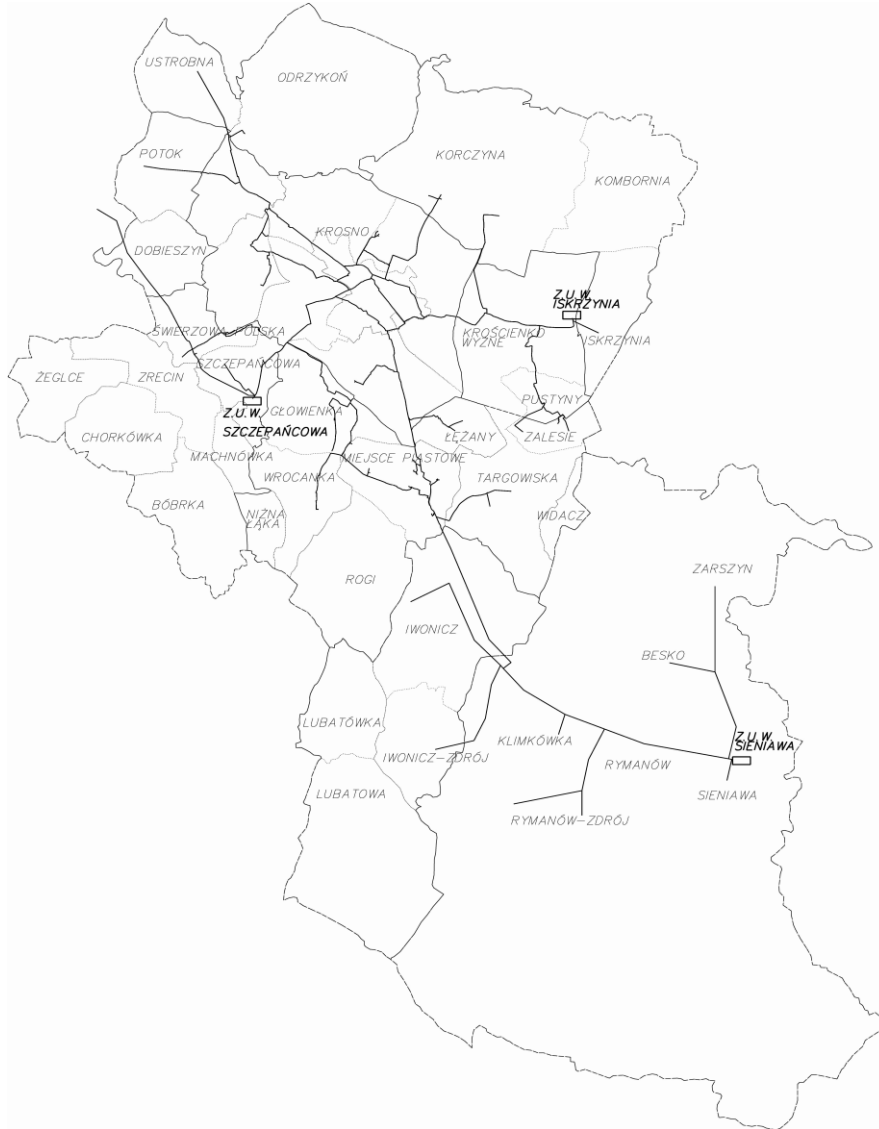 USTROBNA
ODRZYKOŃ
POTOK
KORCZYNA
KOMBORNIA
KROSNO
DOBIESZYN
Z.U.W.
ISKRZYNIA
ŚWIERZOWA POLSKA
KROŚCIENKO
WYŻNE
ISKRZYNIA
ŻEGLCE
ZRĘCIN
SZCZEPAŃCOWA
PUSTYNY
Z.U.W.
SZCZEPAŃCOWA
GŁOWIENKA
CHORKÓWKA
ŁĘŻANY
ZALESIE
MACHNÓWKA
MIEJSCE PIASTOWE
WROCANKA
TARGOWISKA
BÓBRKA
NIŻNA
ŁĄKA
WIDACZ
ZARSZYN
ROGI
IWONICZ
BESKO
LUBATÓWKA
KLIMKÓWKA
Z.U.W.
SIENIAWA
IWONICZ-ZDRÓJ
RYMANÓW
LUBATOWA
SIENIAWA
RYMANÓW-ZDRÓJ